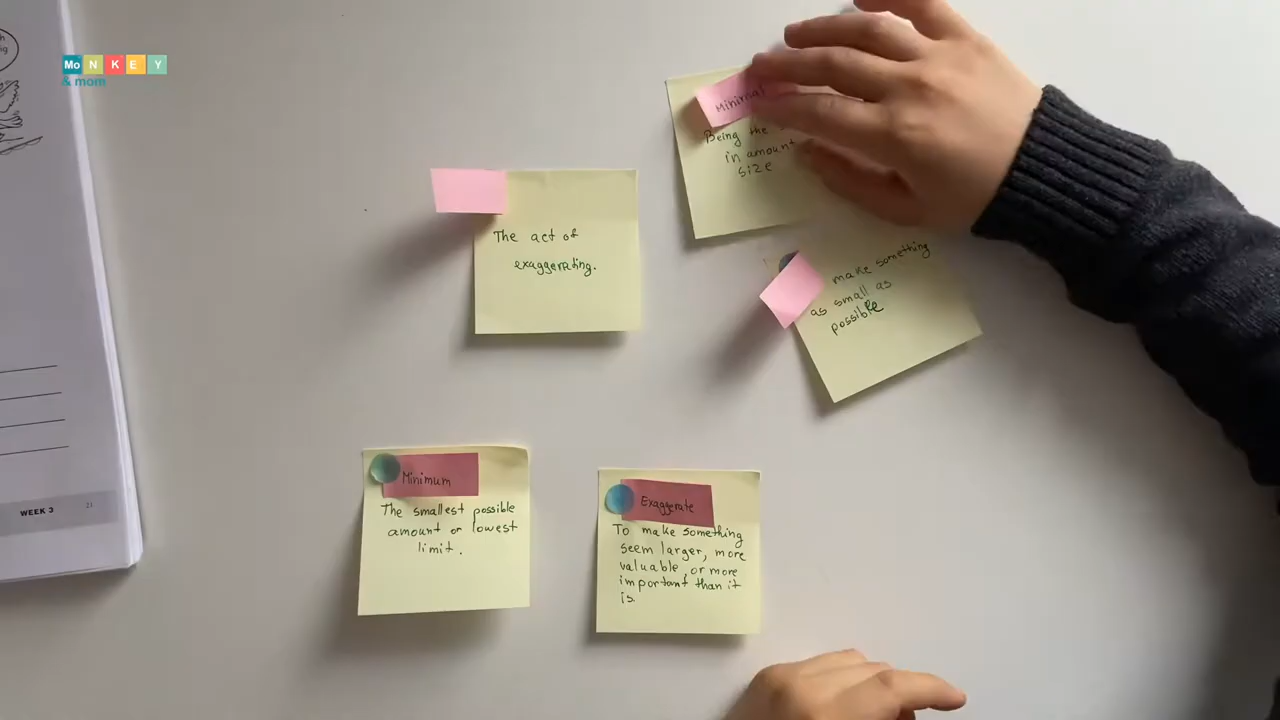 MoNKEY
& mom
Minimal
Being the
in amount
size
The act of
exaggerating.
make something
as small as
possible
Minimum
The smallest possible
amount or lowest
limit.
Exaggerate
To make something
seem larger, more
valuable, or more
important than it
is.
WEEK 3
21